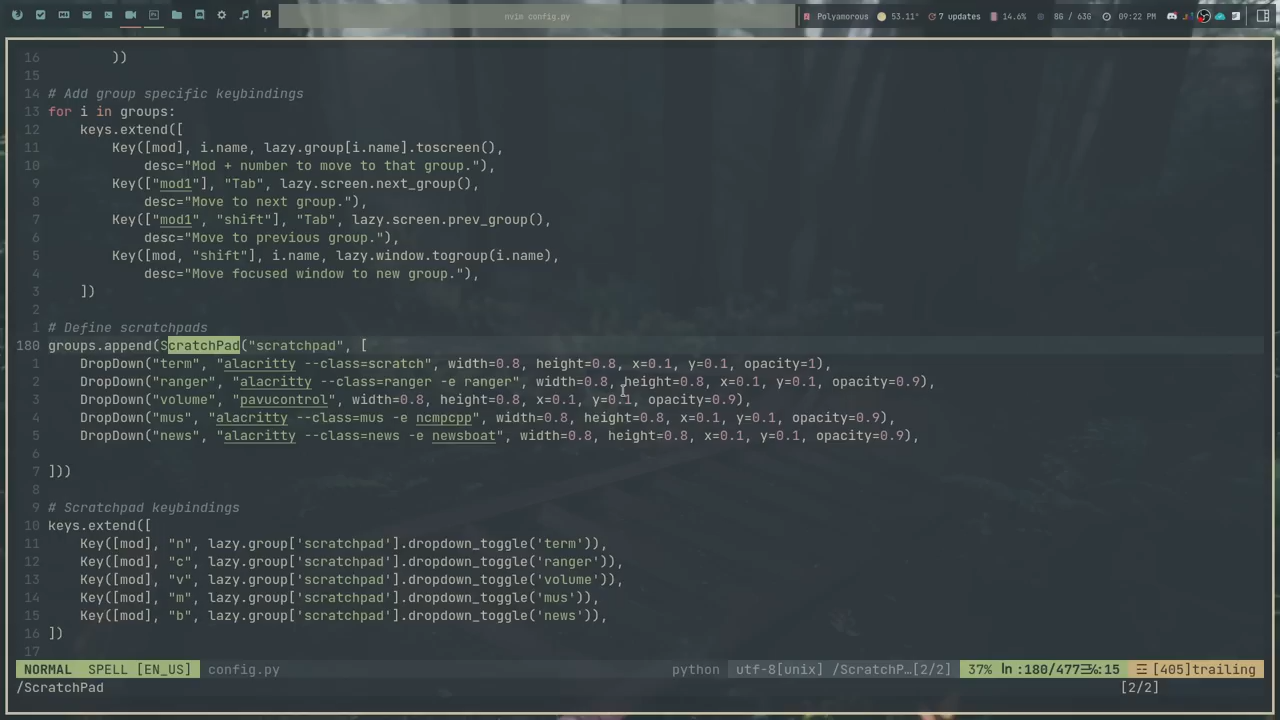 nvim config.py
Polyamorous 53.11° 7 updates 14.6% 8G / 63G 09:22 PM
16 ))
15
14 # Add group specific keybindings
13 for i in groups:
12 keys.extend([
11 Key([mod], i.name, lazy.group[i.name].toscreen(),
10 desc="Mod + number to move to that group."),
9 Key(["mod1"], "Tab", lazy.screen.next_group(),
8 desc="Move to next group."),
7 Key(["mod1", "shift"], "Tab", lazy.screen.prev_group(),
6 desc="Move to previous group."),
5 Key([mod, "shift"], i.name, lazy.window.togroup(i.name),
4 desc="Move focused window to new group."),
3 ])
2
1 # Define scratchpads
180 groups.append(ScratchPad("scratchpad", [
1 DropDown("term", "alacritty --class=scratch", width=0.8, height=0.8, x=0.1, y=0.1, opacity=1),
2 DropDown("ranger", "alacritty --class=ranger -e ranger", width=0.8, height=0.8, x=0.1, y=0.1, opacity=0.9),
3 DropDown("volume", "pavucontrol", width=0.8, height=0.8, x=0.1, y=0.1, opacity=0.9),
4 DropDown("mus", "alacritty --class=mus -e ncmpcpp", width=0.8, height=0.8, x=0.1, y=0.1, opacity=0.9),
5 DropDown("news", "alacritty --class=news -e newsboat", width=0.8, height=0.8, x=0.1, y=0.1, opacity=0.9),
6
7 ]))
8
9 # Scratchpad keybindings
10 keys.extend([
11 Key([mod], "n", lazy.group['scratchpad'].dropdown_toggle('term')),
12 Key([mod], "c", lazy.group['scratchpad'].dropdown_toggle('ranger')),
13 Key([mod], "v", lazy.group['scratchpad'].dropdown_toggle('volume')),
14 Key([mod], "m", lazy.group['scratchpad'].dropdown_toggle('mus')),
15 Key([mod], "b", lazy.group['scratchpad'].dropdown_toggle('news')),
16 ])
17
NORMAL SPELL [EN_US] config.py python utf-8[unix] /ScratchP…[2/2] 37% ln :180/477☰℅:15 ☲ [405]trailing
/ScratchPad [2/2]